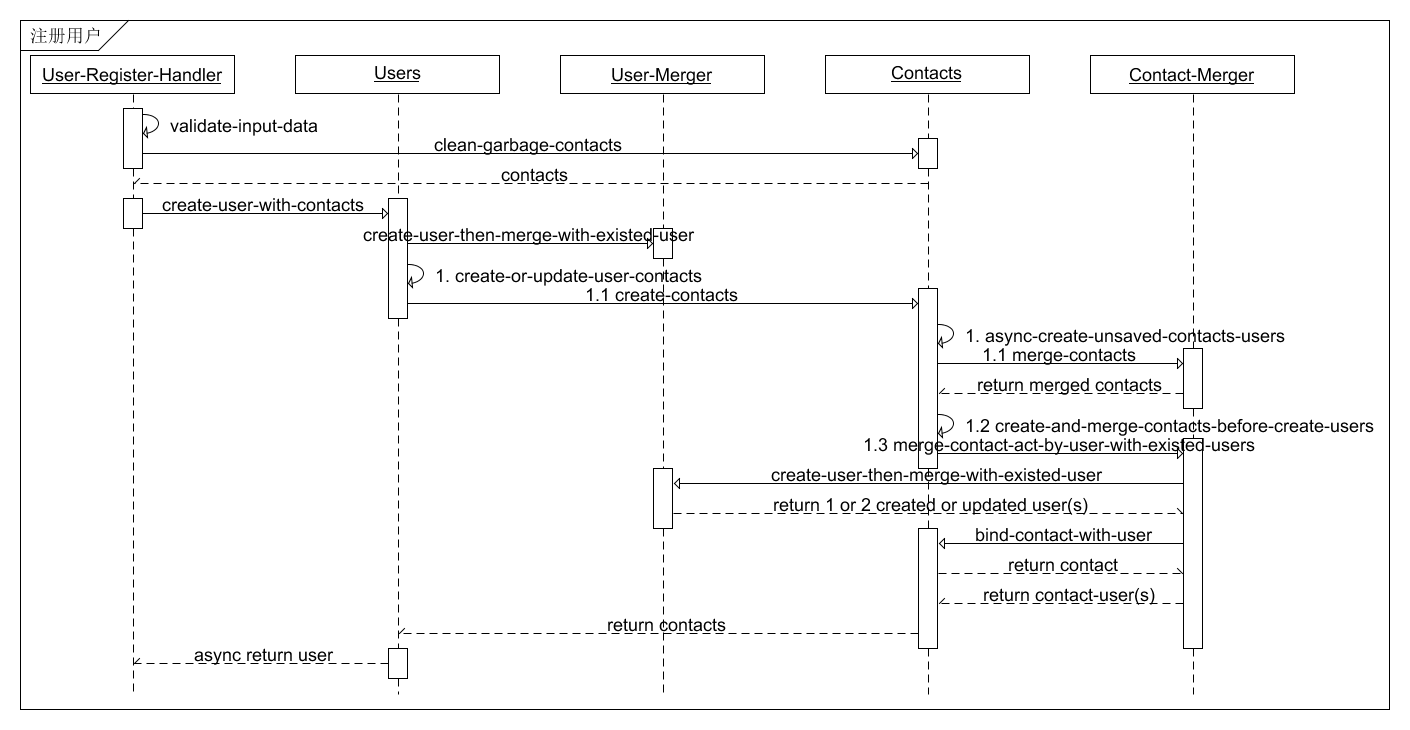 注册用户
User-Register-Handler
Users
User-Merger
Contacts
Contact-Merger
validate-input-data
clean-garbage-contacts
contacts
create-user-with-contacts
create-user-then-merge-with-existed-user
1. create-or-update-user-contacts
1.1 create-contacts
1. async-create-unsaved-contacts-users
1.1 merge-contacts
return merged contacts
1.2 create-and-merge-contacts-before-create-users
1.3 merge-contact-act-by-user-with-existed-users
create-user-then-merge-with-existed-user
return 1 or 2 created or updated user(s)
bind-contact-with-user
return contact
return contact-user(s)
return contacts
async return user